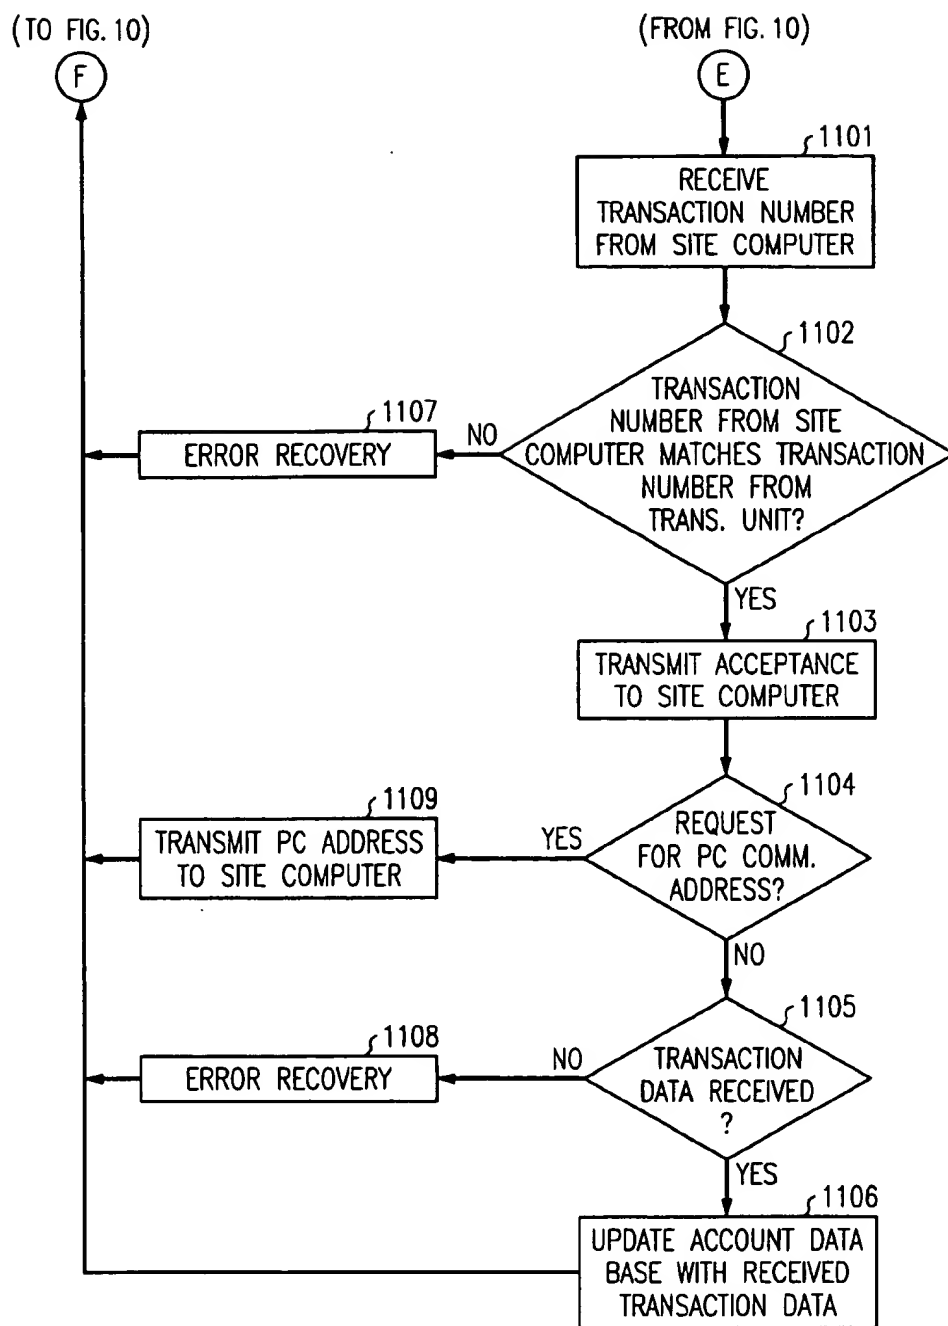 (TO FIG. 10)
F
(FROM FIG. 10)
E
1101
RECEIVE
TRANSACTION NUMBER
FROM SITE COMPUTER
1102
TRANSACTION
NUMBER FROM SITE
COMPUTER MATCHES TRANSACTION
NUMBER FROM
TRANS. UNIT?
NO
1107
ERROR RECOVERY
YES
1103
TRANSMIT ACCEPTANCE
TO SITE COMPUTER
1104
REQUEST
FOR PC COMM.
ADDRESS?
YES
1109
TRANSMIT PC ADDRESS
TO SITE COMPUTER
NO
1105
TRANSACTION
DATA RECEIVED
?
NO
1108
ERROR RECOVERY
YES
1106
UPDATE ACCOUNT DATA
BASE WITH RECEIVED
TRANSACTION DATA